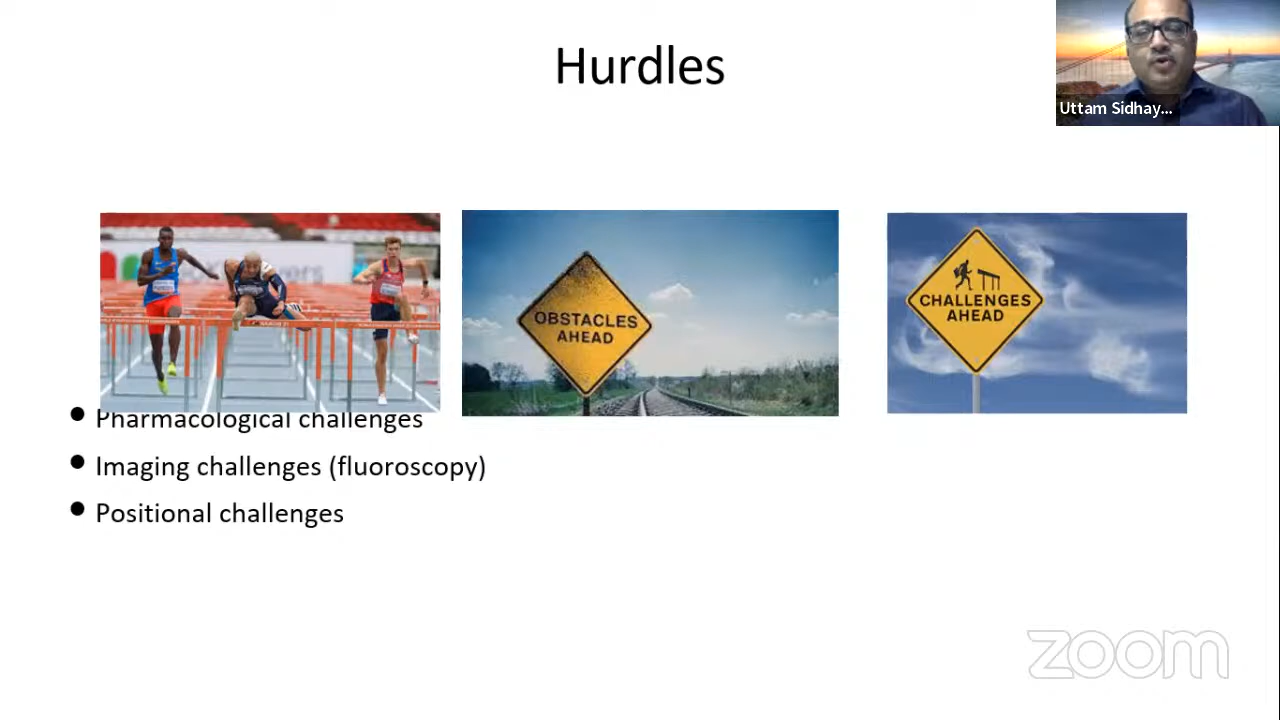 Hurdles
Uttam Sidhay...
OBSTACLES
AHEAD
CHALLENGES
AHEAD
Pharmacological challenges
Imaging challenges (fluoroscopy)
Positional challenges
zoom